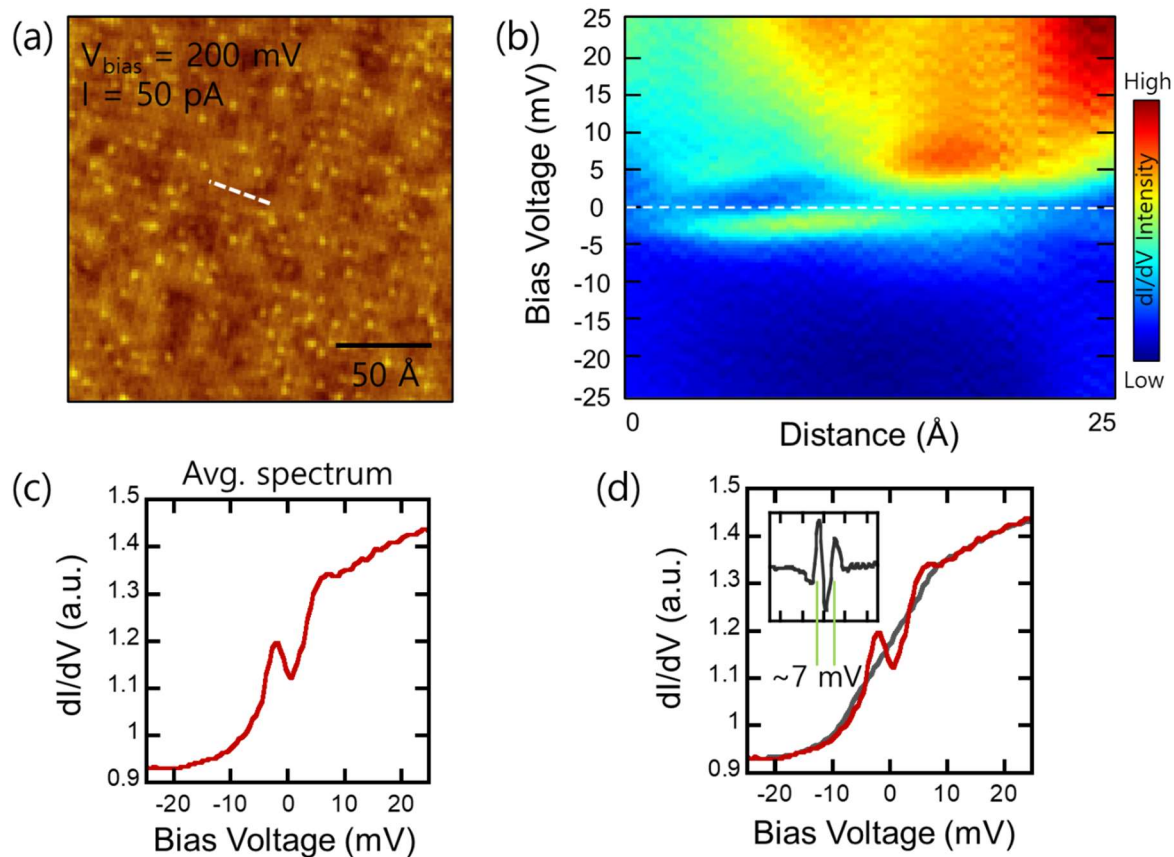 (a)
V_bias = 200 mV
I = 50 pA
50 Å
(b)
Bias Voltage (mV)
25
20
15
10
5
0
-5
-10
-15
-20
-25
0
25
Distance (Å)
High
dI/dV Intensity
Low
(c)
Avg. spectrum
dI/dV (a.u.)
1.5
1.4
1.3
1.2
1.1
1
0.9
-20 -10 0 10 20
Bias Voltage (mV)
(d)
dI/dV (a.u.)
1.5
1.4
1.3
1.2
1.1
1
0.9
~7 mV
-20 -10 0 10 20
Bias Voltage (mV)